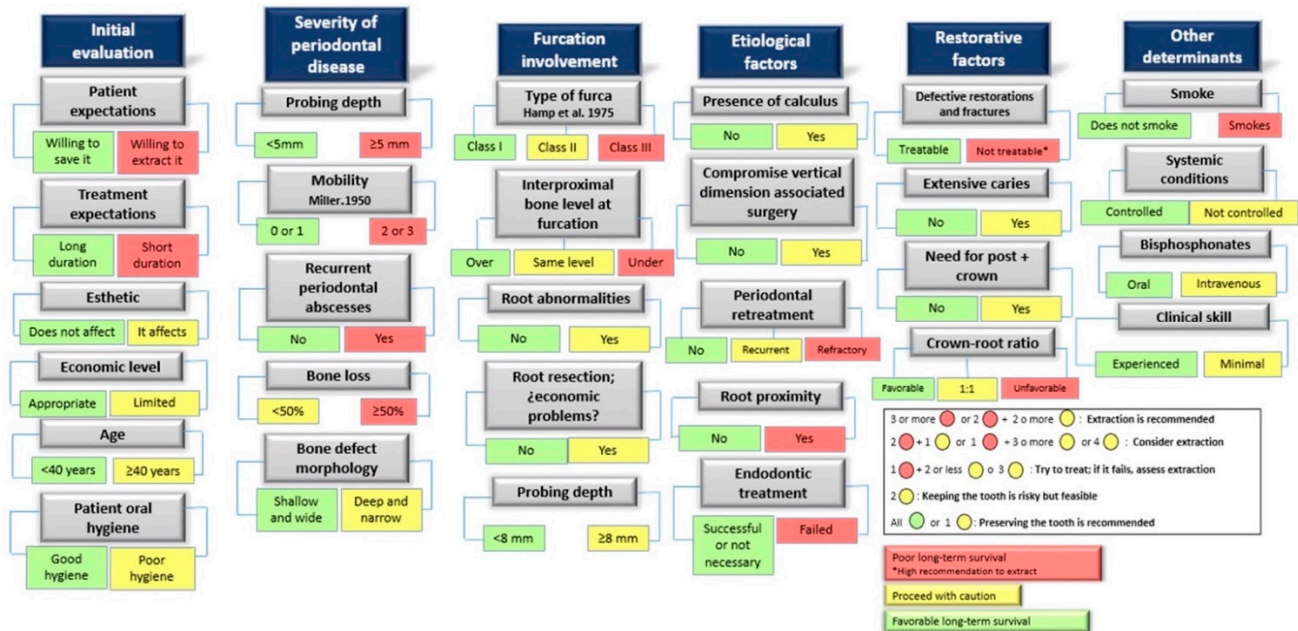 Initial
evaluation
Patient
expectations
Willing to
save it
Willing to
extract it
Treatment
expectations
Long
duration
Short
duration
Esthetic
Does not affect
It affects
Economic level
Appropriate
Limited
Age
<40 years
≥40 years
Patient oral
hygiene
Good
hygiene
Poor
hygiene
Severity of
periodontal
disease
Probing depth
<5mm
≥5 mm
Mobility
Miller.1950
0 or 1
2 or 3
Recurrent
periodontal
abscesses
No
Yes
Bone loss
<50%
≥50%
Bone defect
morphology
Shallow
and wide
Deep and
narrow
Furcation
involvement
Type of furca
Hamp et al. 1975
Class I
Class II
Class III
Interproximal
bone level at
furcation
Over
Same level
Under
Root abnormalities
No
Yes
Root resection;
¿economic
problems?
No
Yes
Probing depth
<8 mm
≥8 mm
Etiological
factors
Presence of calculus
No
Yes
Compromise vertical
dimension associated
surgery
No
Yes
Periodontal
retreatment
No
Recurrent
Refractory
Root proximity
No
Yes
Endodontic
treatment
Successful
or not
necessary
Failed
Restorative
factors
Defective restorations
and fractures
Treatable
Not treatable*
Extensive caries
No
Yes
Need for post +
crown
No
Yes
Crown-root ratio
Favorable
1:1
Unfavorable
Other
determinants
Smoke
Does not smoke
Smokes
Systemic
conditions
Controlled
Not controlled
Bisphosphonates
Oral
Intravenous
Clinical skill
Experienced
Minimal
3 or more or 2 + 2 o more : Extraction is recommended
2 + 1 or 1 + 3 o more or 4 : Consider extraction
1 + 2 or less o 3 : Try to treat; if it fails, assess extraction
2 : Keeping the tooth is risky but feasible
All or 1 : Preserving the tooth is recommended
Poor long-term survival
*High recommendation to extract
Proceed with caution
Favorable long-term survival